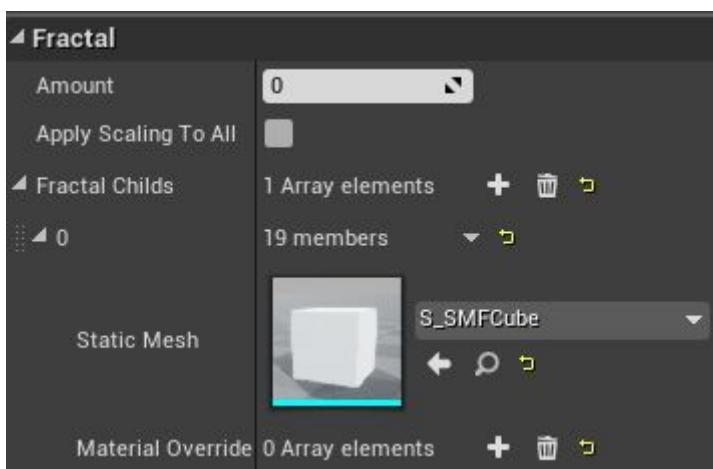 Fractal
Amount 0
Apply Scaling To All
Fractal Childs 1 Array elements
0 19 members
Static Mesh S_SMFCube
Material Override 0 Array elements